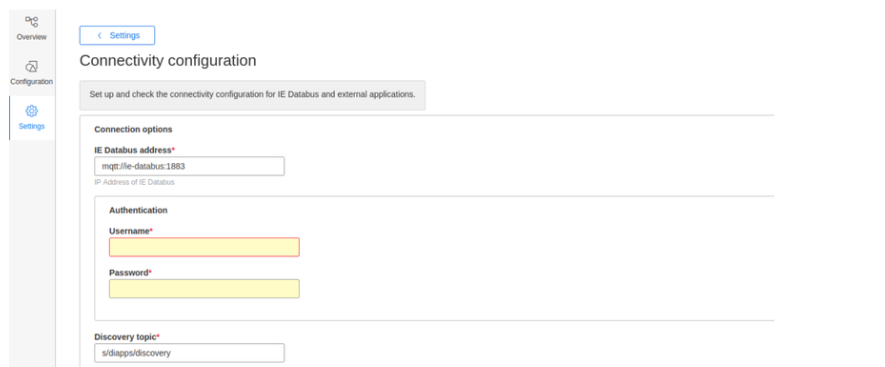 Overview
Configuration
Settings
Settings
Connectivity configuration
Set up and check the connectivity configuration for IE Databus and external applications.
Connection options
IE Databus address*
mqtt://ie-databus:1883
IP Address of IE Databus
Authentication
Username*
Password*
Discovery topic*
s/diapps/discovery